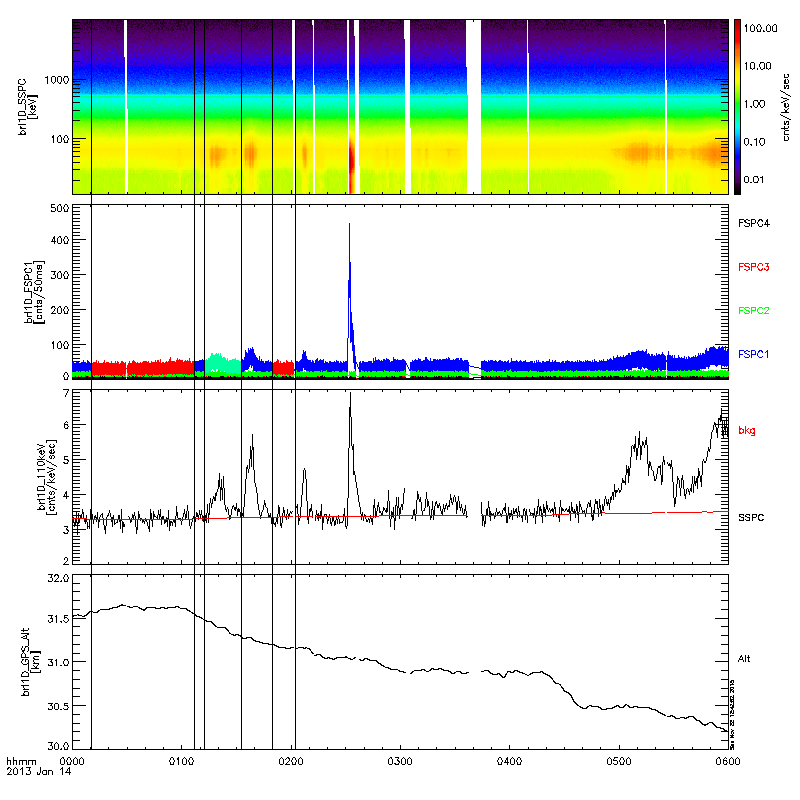 brl1D_SSPC
[keV]
1000
100
100.00
10.00
1.00
0.10
0.01
cnts/keV/sec
brl1D_FSPC1
[cnts/50ms]
500
400
300
200
100
0
FSPC4
FSPC3
FSPC2
FSPC1
brl1D_110keV
[cnts/keV/sec]
7
6
5
4
3
2
bkg
SSPC
brl1D_GPS_Alt
[km]
32.0
31.5
31.0
30.5
30.0
Alt
hhmm
0000 0100 0200 0300 0400 0500 0600
2013 Jan 14